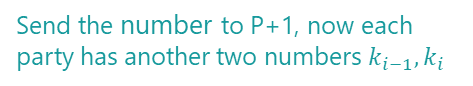 Send the number to P+1, now each
party has another two numbers $k_{i-1}, k_i$